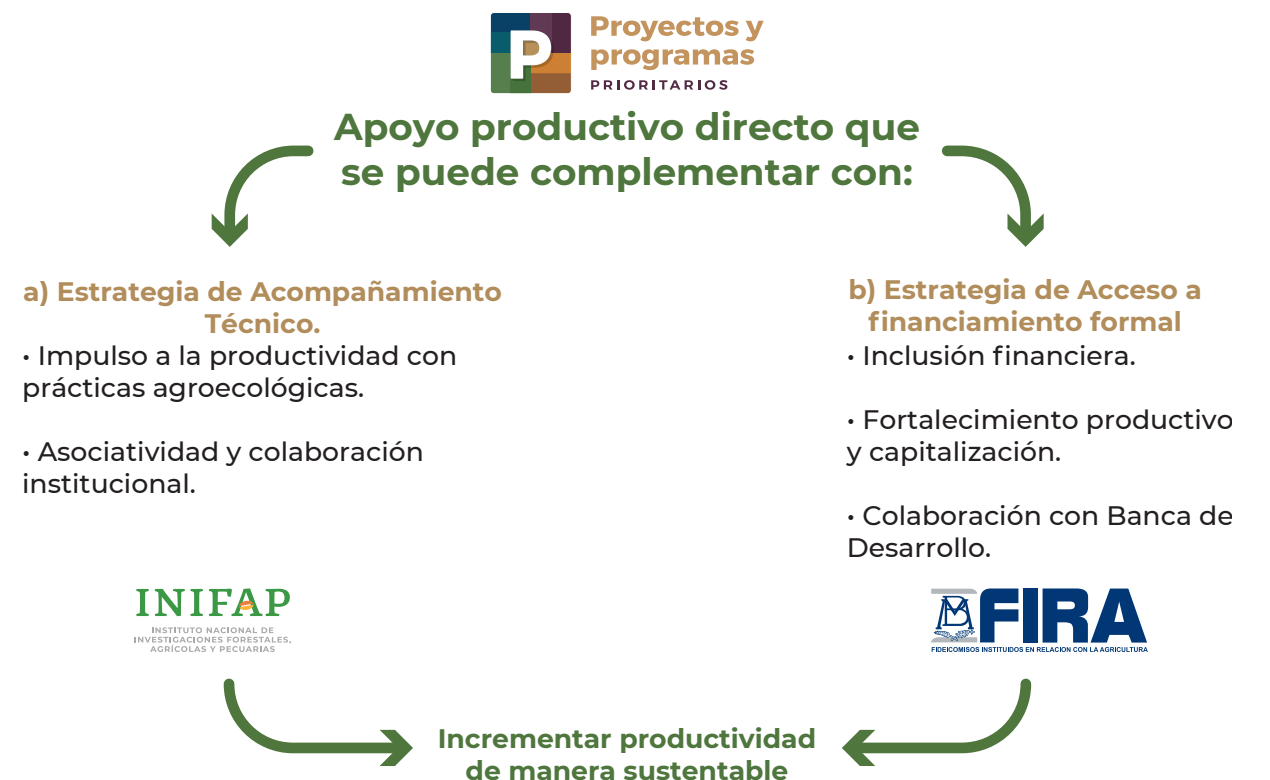 P
Proyectos y
programas
PRIORITARIOS
Apoyo productivo directo que
se puede complementar con:
a) Estrategia de Acompañamiento
Técnico.
• Impulso a la productividad con
prácticas agroecológicas.
• Asociatividad y colaboración
institucional.
INIFAP
INSTITUTO NACIONAL DE
INVESTIGACIONES FORESTALES,
AGRÍCOLAS Y PECUARIAS
b) Estrategia de Acceso a
financiamiento formal
• Inclusión financiera.
• Fortalecimiento productivo
y capitalización.
• Colaboración con Banca de
Desarrollo.
FIRA
FIDEICOMISOS INSTITUIDOS EN RELACION CON LA AGRICULTURA
Incrementar productividad
de manera sustentable